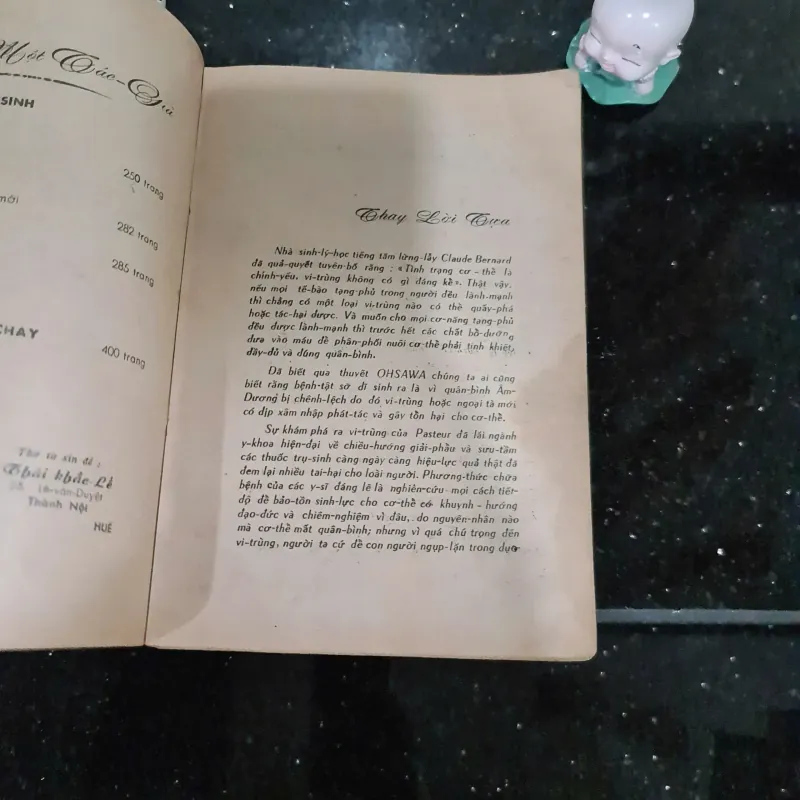 Một Tác-Giả
SINH
250 trang
mới
282 trang
285 trang
CHAY
400 trang
Thơ từ xin đề :
Thái khắc Lễ
Lê-văn-Duyệt
Thành Nội
HUẾ
Thay Lời Tựa
Nhà sinh-lý-học tiếng tăm lừng-lẫy Claude Bernard
đã quả-quyết tuyên-bố rằng : «Tình trạng cơ-thể là
chính-yếu, vi-trùng không có gì đáng kể». Thật vậy,
nếu mọi tế-bào tạng-phủ trong người đều lành-mạnh
thì chẳng có một loại vi-trùng nào có thể quấy-phá
hoặc tác-hại được. Và muốn cho mọi cơ-năng tạng-phủ
đều được lành-mạnh thì trước hết các chất bổ-dưỡng
đưa vào máu để phân-phối nuôi cơ-thể phải tinh khiết,
đầy-đủ và đúng quân-bình.
Đã biết qua thuyết OHSAWA chúng ta ai cũng
biết rằng bệnh-tật sở dĩ sinh ra là vì quân-bình Âm-
Dương bị chênh-lệch do đó vi-trùng hoặc ngoại tà mới
có dịp xâm nhập phát-tác và gây tổn hại cho cơ-thể.
Sự khám phá ra vi-trùng của Pasteur đã lái ngành
y-khoa hiện-đại về chiều-hướng giải-phẫu và sưu-tầm
các thuốc trụ-sinh càng ngày càng hiệu-lực quả thật đã
đem lại nhiều tai-hại cho loài người. Phương-thức chữa
bệnh của các y-sĩ đáng lẽ là nghiên-cứu mọi cách tiết-
độ để bảo-tồn sinh-lực cho cơ-thể có khuynh-hướng
đạo-đức và chiêm-nghiệm vì đâu, do nguyên-nhân nào
mà cơ-thể mất quân-bình; nhưng vì quá chú trọng đến
vi-trùng, người ta cứ để con người ngụp-lặn trong dục